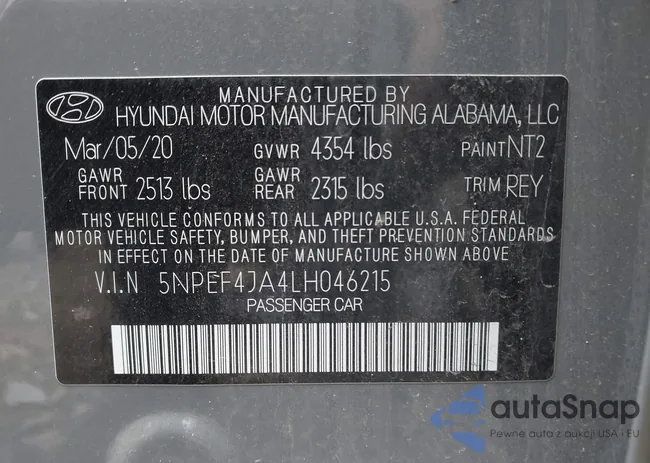 MANUFACTURED BY
HYUNDAI MOTOR MANUFACTURING ALABAMA, LLC
Mar/05/20 GVWR 4354 lbs PAINT NT2
GAWR FRONT 2513 lbs GAWR REAR 2315 lbs TRIM REY
THIS VEHICLE CONFORMS TO ALL APPLICABLE U.S.A. FEDERAL
MOTOR VEHICLE SAFETY, BUMPER, AND THEFT PREVENTION STANDARDS
IN EFFECT ON THE DATE OF MANUFACTURE SHOWN ABOVE
V.I.N 5NPEF4JA4LH046215
PASSENGER CAR
autaSnap
Pewne auta z aukcji USA i EU